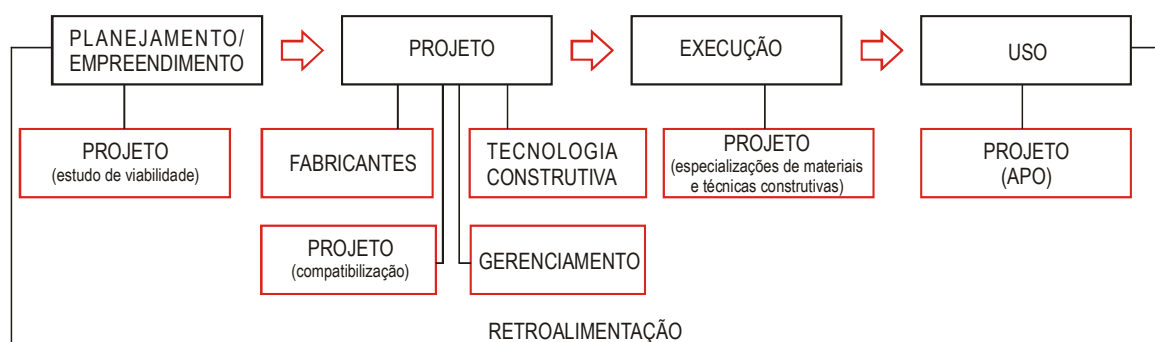 PLANEJAMENTO/
EMPREENDIMENTO
PROJETO
EXECUÇÃO
USO
PROJETO
(estudo de viabilidade)
FABRICANTES
TECNOLOGIA
CONSTRUTIVA
PROJETO
(especializações de materiais
e técnicas construtivas)
PROJETO
(APO)
PROJETO
(compatibilização)
GERENCIAMENTO
RETROALIMENTAÇÃO